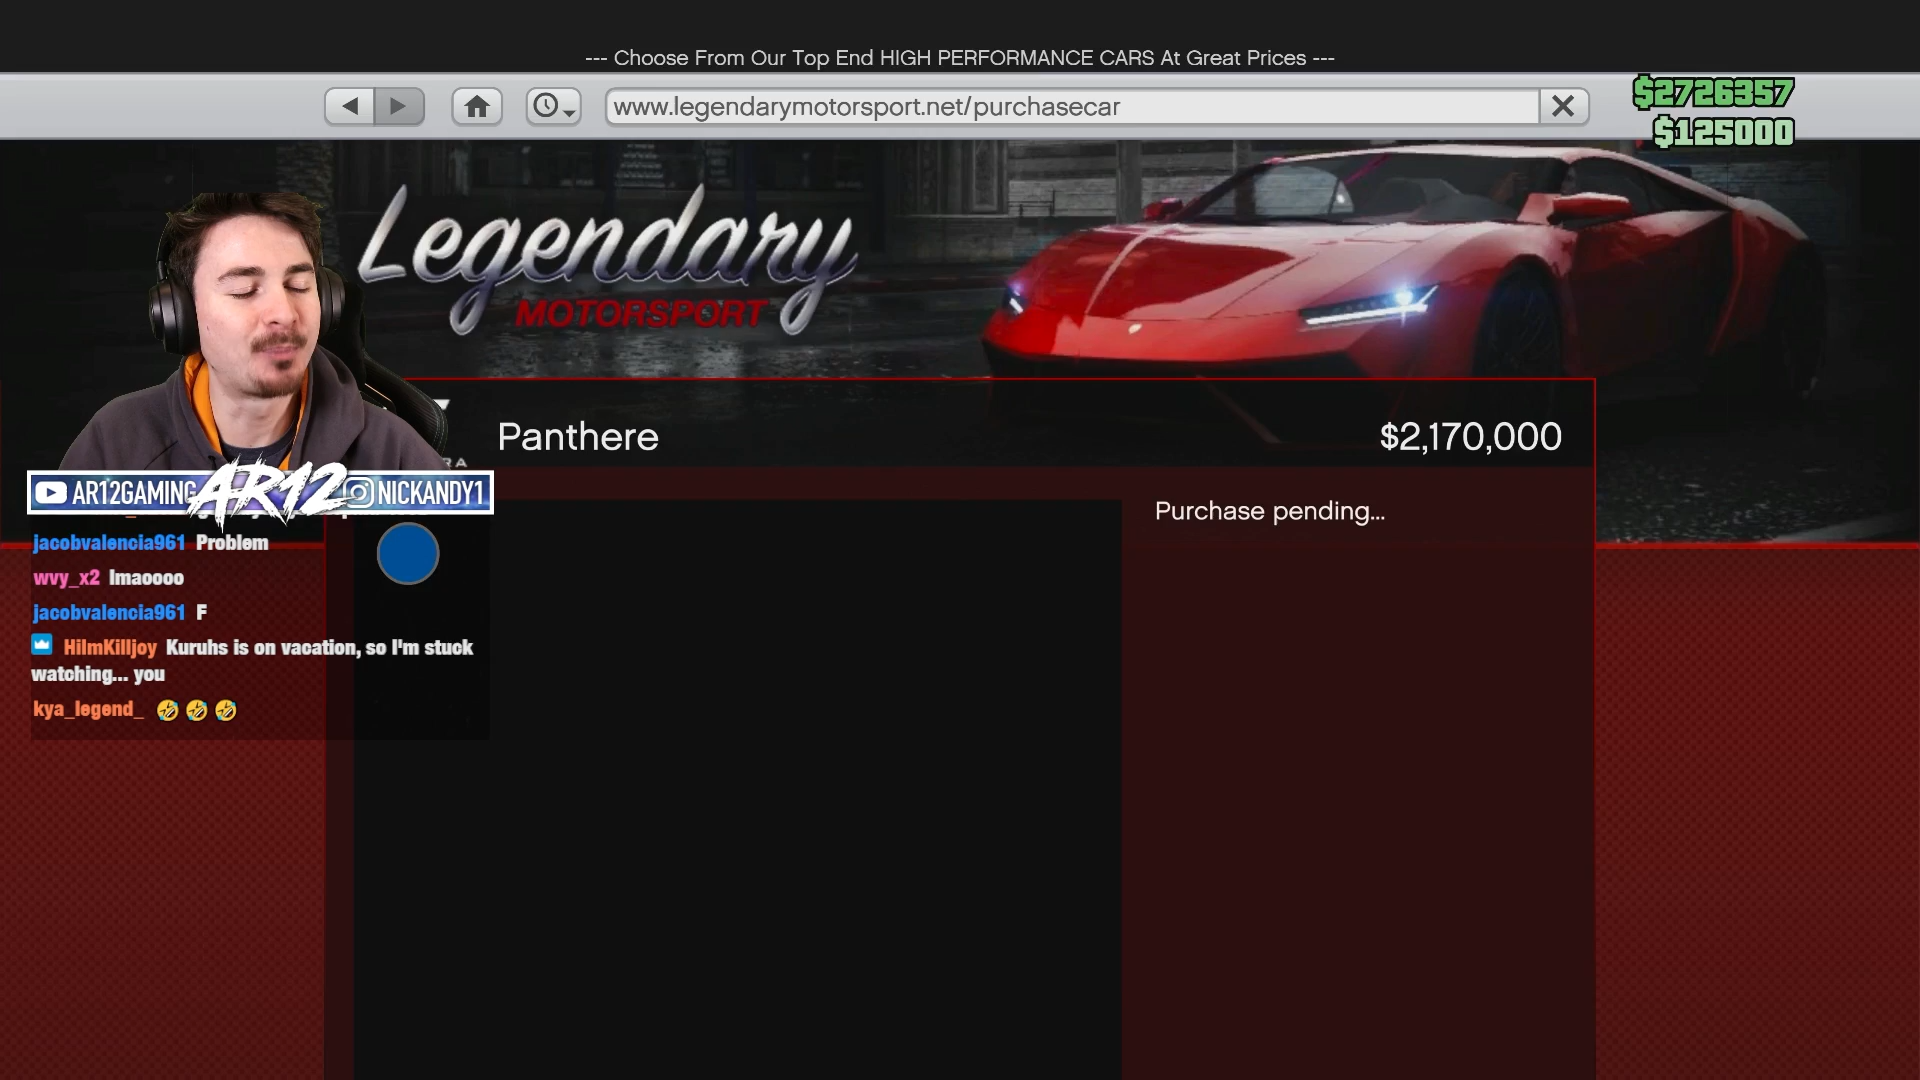 --- Choose From Our Top End HIGH PERFORMANCE CARS At Great Prices ---
www.legendarymotorsport.net/purchasecar
$2726357
$125000
Legendary
MOTORSPORT
Panthere
$2,170,000
RA
AR12GAMING AR12 NICKANDY1
Purchase pending...
jacobvalencia961 Problem
wvy_x2 lmaoooo
jacobvalencia961 F
HilmKilljoy Kuruhs is on vacation, so I'm stuck
watching... you
kya_legend_ 🤣 🤣 🤣